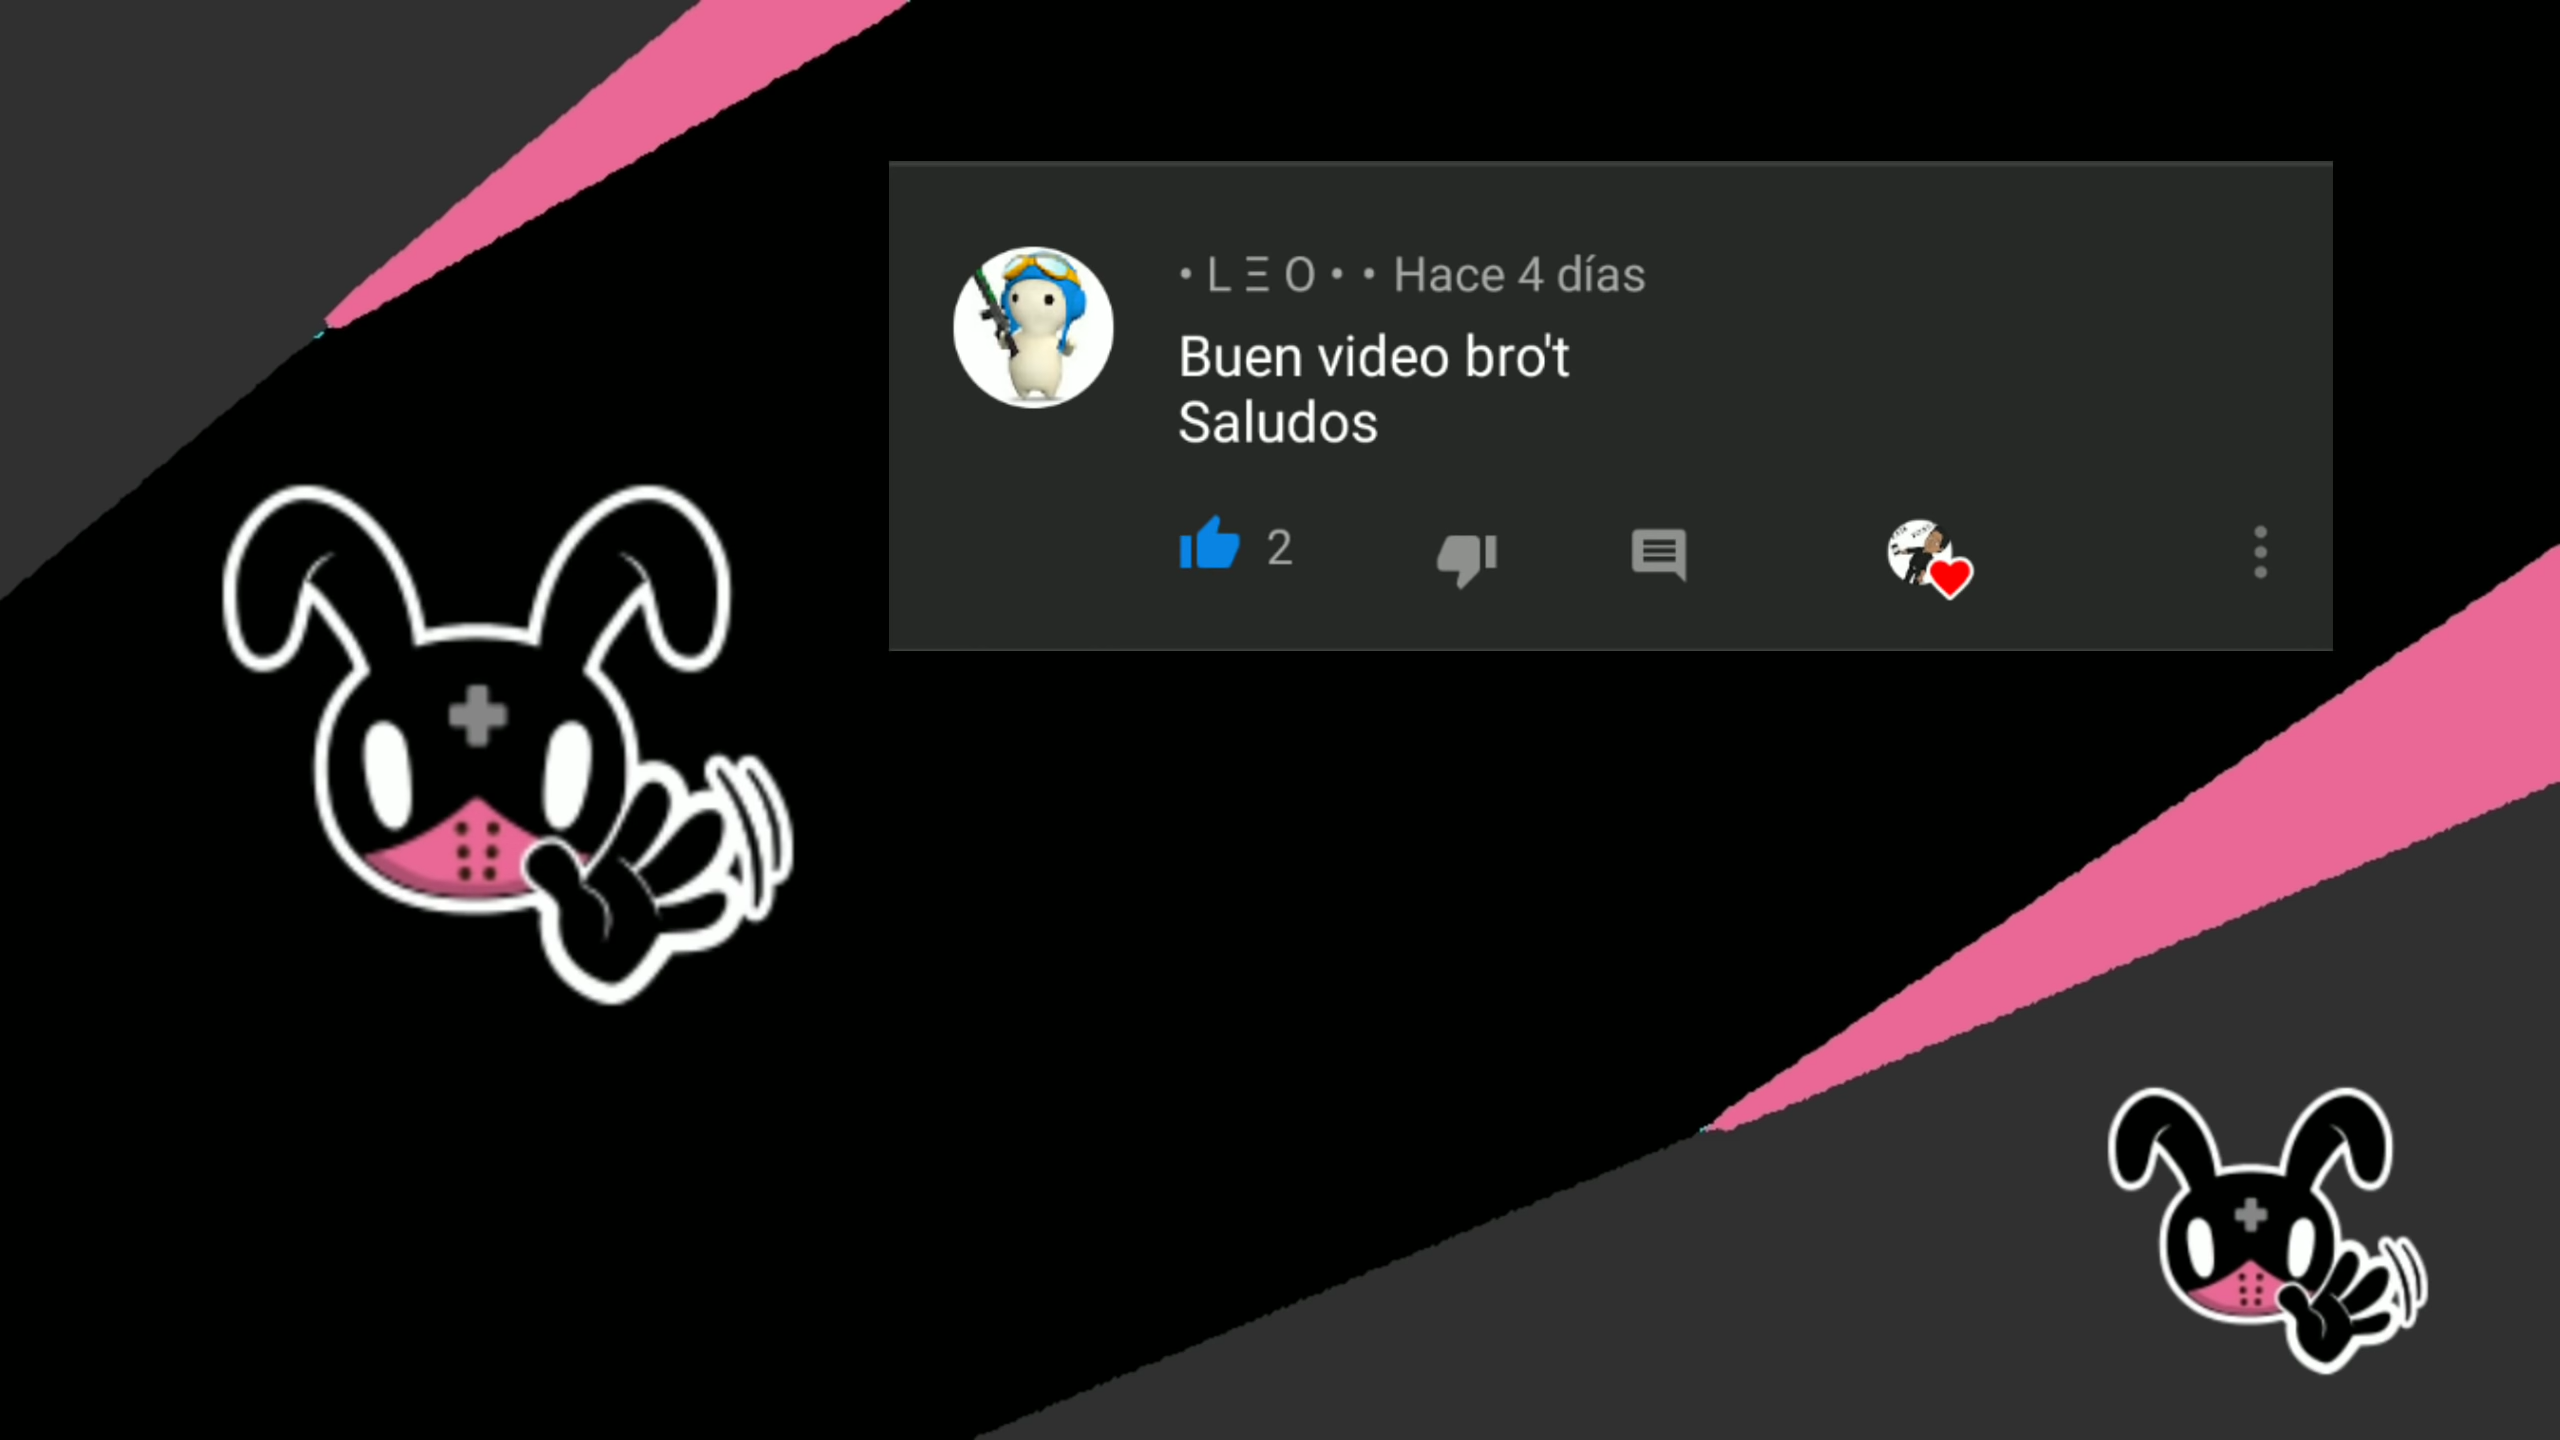 • L Ξ O • • Hace 4 días
Buen video bro't
Saludos
2